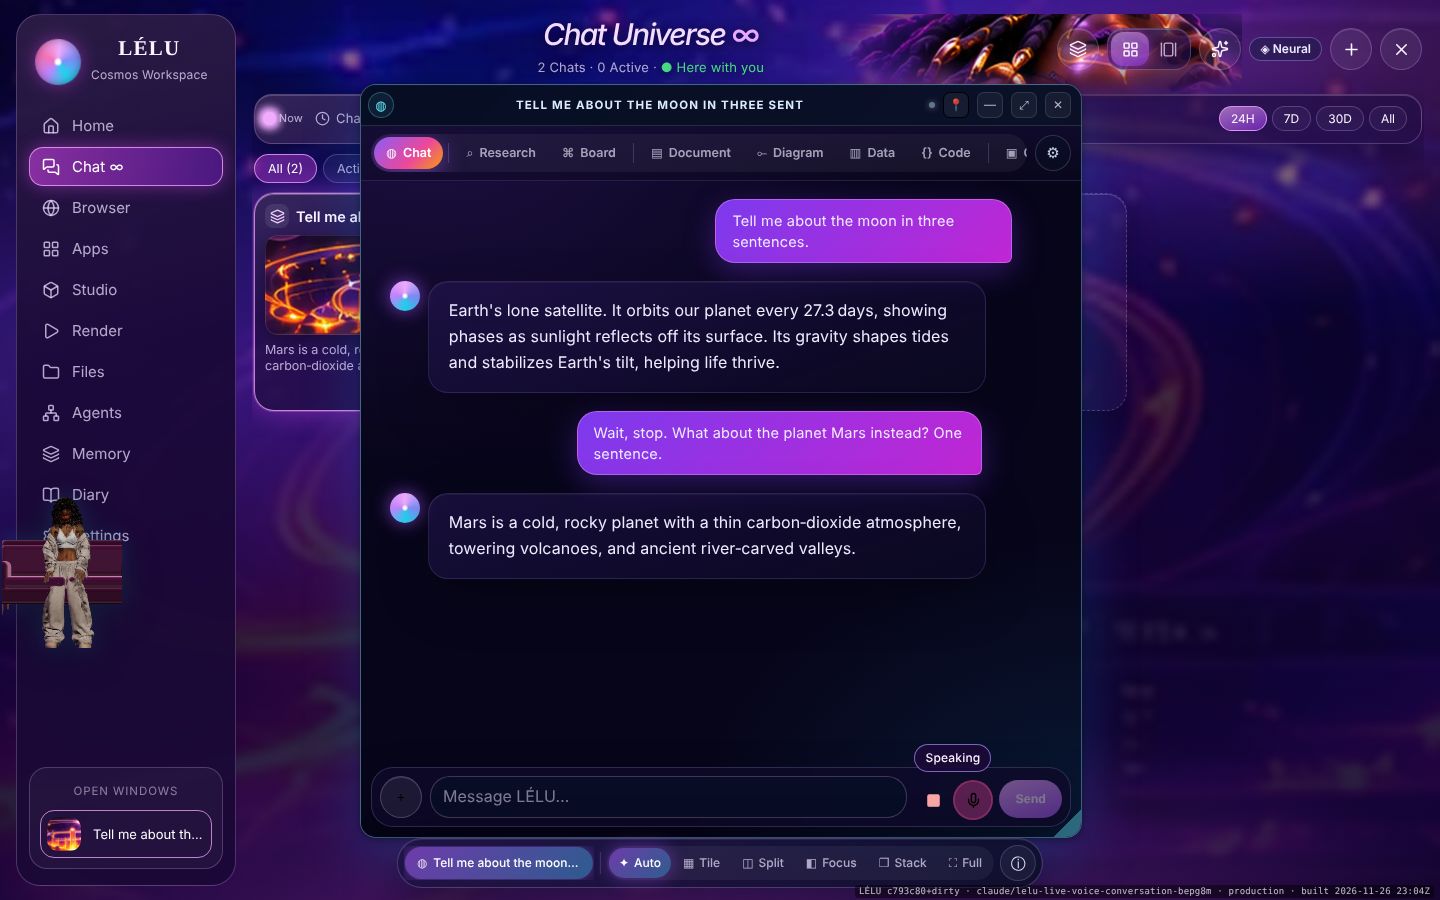 LÉLU
Cosmos Workspace
Home
Chat ∞
Browser
Apps
Studio
Render
Files
Agents
Memory
Diary
ettings
OPEN WINDOWS
Tell me about th...
Chat Universe ∞
2 Chats · 0 Active · ● Here with you
◈ Neural
Now
Cha
24H 7D 30D All
All (2) Acti
Tell me al
Mars is a cold, r
carbon-dioxide a
TELL ME ABOUT THE MOON IN THREE SENT
Chat Research Board Document Diagram Data {} Code
Tell me about the moon in three
sentences.
Earth's lone satellite. It orbits our planet every 27.3 days, showing
phases as sunlight reflects off its surface. Its gravity shapes tides
and stabilizes Earth's tilt, helping life thrive.
Wait, stop. What about the planet Mars instead? One
sentence.
Mars is a cold, rocky planet with a thin carbon-dioxide atmosphere,
towering volcanoes, and ancient river-carved valleys.
Speaking
Message LÉLU...
Send
Tell me about the moon... Auto Tile Split Focus Stack Full
LÉLU c793c80+dirty · claude/lelu-live-voice-conversation-bepg8m · production · built 2026-11-26 23:04Z